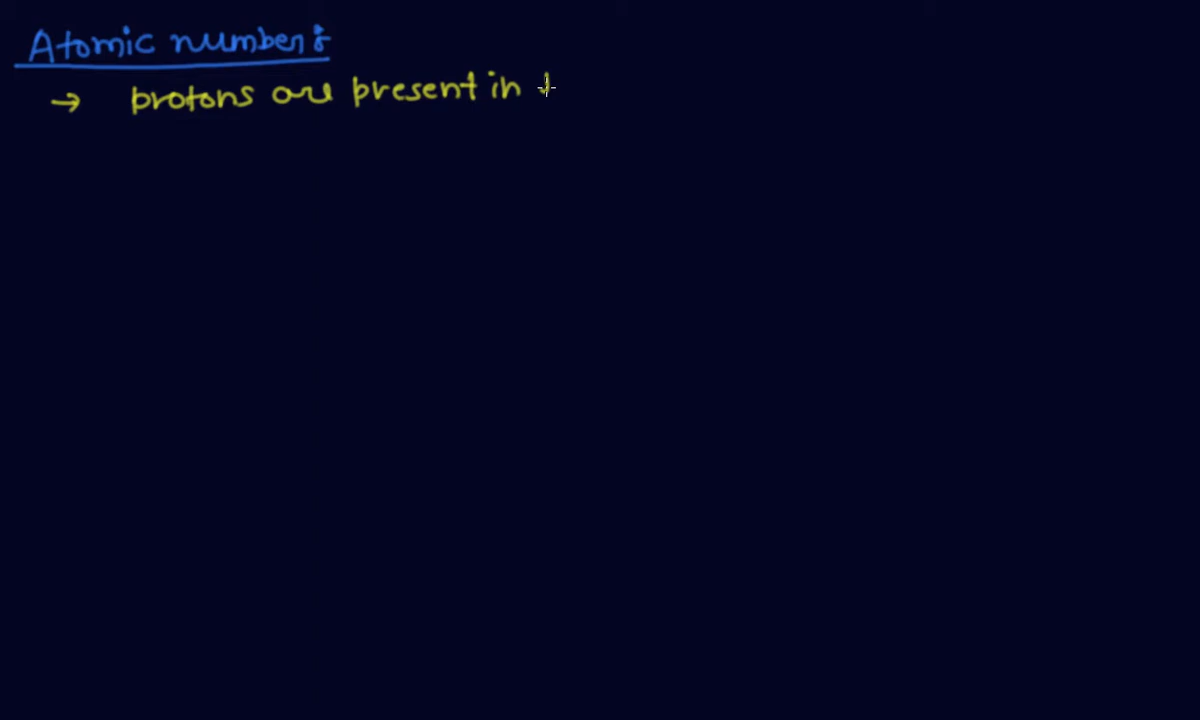 Atomic number :
→ protons are present in